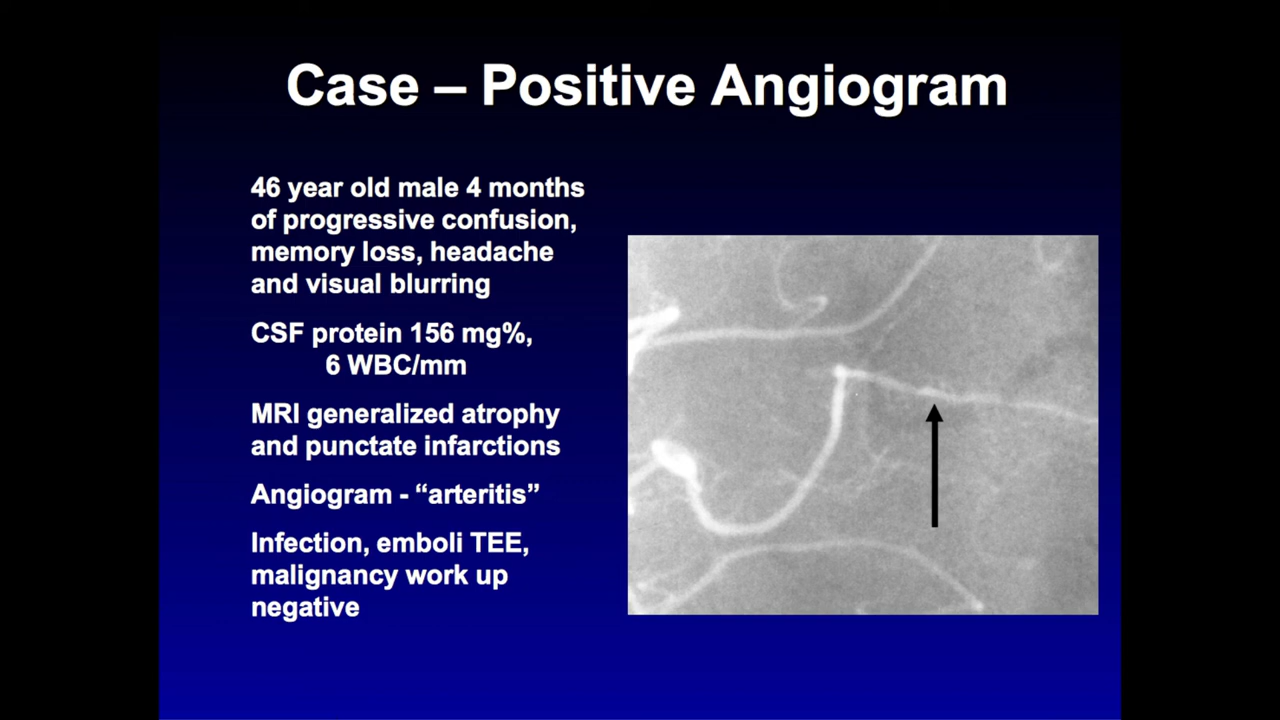 Case – Positive Angiogram
46 year old male 4 months
of progressive confusion,
memory loss, headache
and visual blurring
CSF protein 156 mg%,
6 WBC/mm
MRI generalized atrophy
and punctate infarctions
Angiogram - “arteritis”
Infection, emboli TEE,
malignancy work up
negative